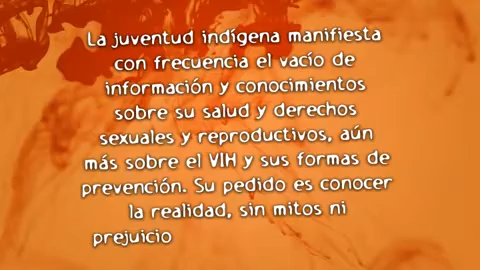 La juventud indígena manifiesta
con frecuencia el vacío de
información y conocimientos
sobre su salud y derechos
sexuales y reproductivos, aún
más sobre el VIH y sus formas de
prevención. Su pedido es conocer
la realidad, sin mitos ni
prejuicio